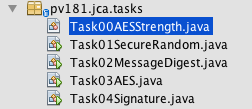 pv181.jca.tasks
Task00AESStrength.java
Task01SecureRandom.java
Task02MessageDigest.java
Task03AES.java
Task04Signature.java